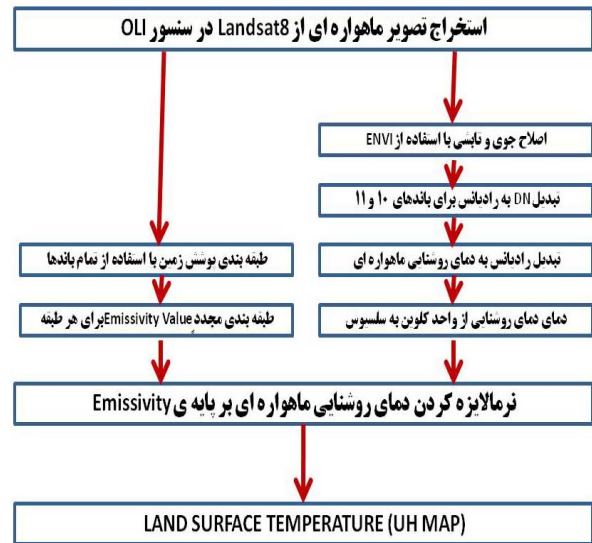 استخراج تصویر ماهواره ای از Landsat8 در سنسور OLI
اصلاح جوی و تابشی با استفاده از ENVI
تبدیل DN به رادیانس برای باندهای ۱۰ و ۱۱
طبقه بندی پوشش زمین با استفاده از تمام باندها
تبدیل رادیانس به دمای روشنایی ماهواره ای
طبقه بندی مجدد Emissivity Value برای هر طبقه
دمای دمای روشنایی از واحد کلوین به سلسیوس
نرمالایزه کردن دمای روشنایی ماهواره ای بر پایه ی Emissivity
LAND SURFACE TEMPERATURE (UH MAP)